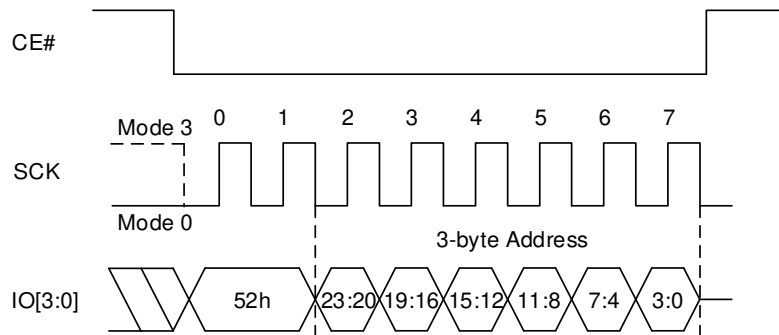 CE#
0 1 2 3 4 5 6 7
Mode 3
SCK
Mode 0
3-byte Address
IO[3:0] 52h 23:20 19:16 15:12 11:8 7:4 3:0